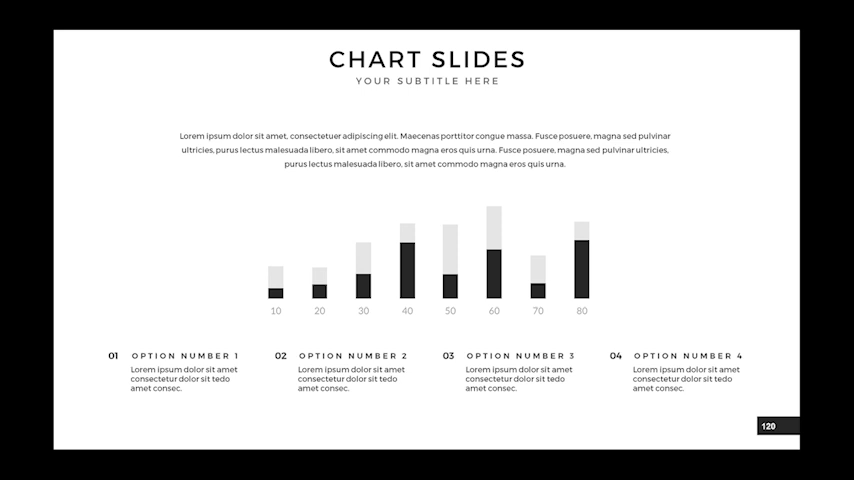 CHART SLIDES
YOUR SUBTITLE HERE
Lorem ipsum dolor sit amet, consectetuer adipiscing elit. Maecenas porttitor congue massa. Fusce posuere, magna sed pulvinar
ultricies, purus lectus malesuada libero, sit amet commodo magna eros quis urna. Fusce posuere, magna sed pulvinar ultricies,
purus lectus malesuada libero, sit amet commodo magna eros quis urna.
10 20 30 40 50 60 70 80
01 OPTION NUMBER 1
Lorem ipsum dolor sit amet
consectetur dolor sit tedo
amet consec.
02 OPTION NUMBER 2
Lorem ipsum dolor sit amet
consectetur dolor sit tedo
amet consec.
03 OPTION NUMBER 3
Lorem ipsum dolor sit amet
consectetur dolor sit tedo
amet consec.
04 OPTION NUMBER 4
Lorem ipsum dolor sit amet
consectetur dolor sit tedo
amet consec.
120